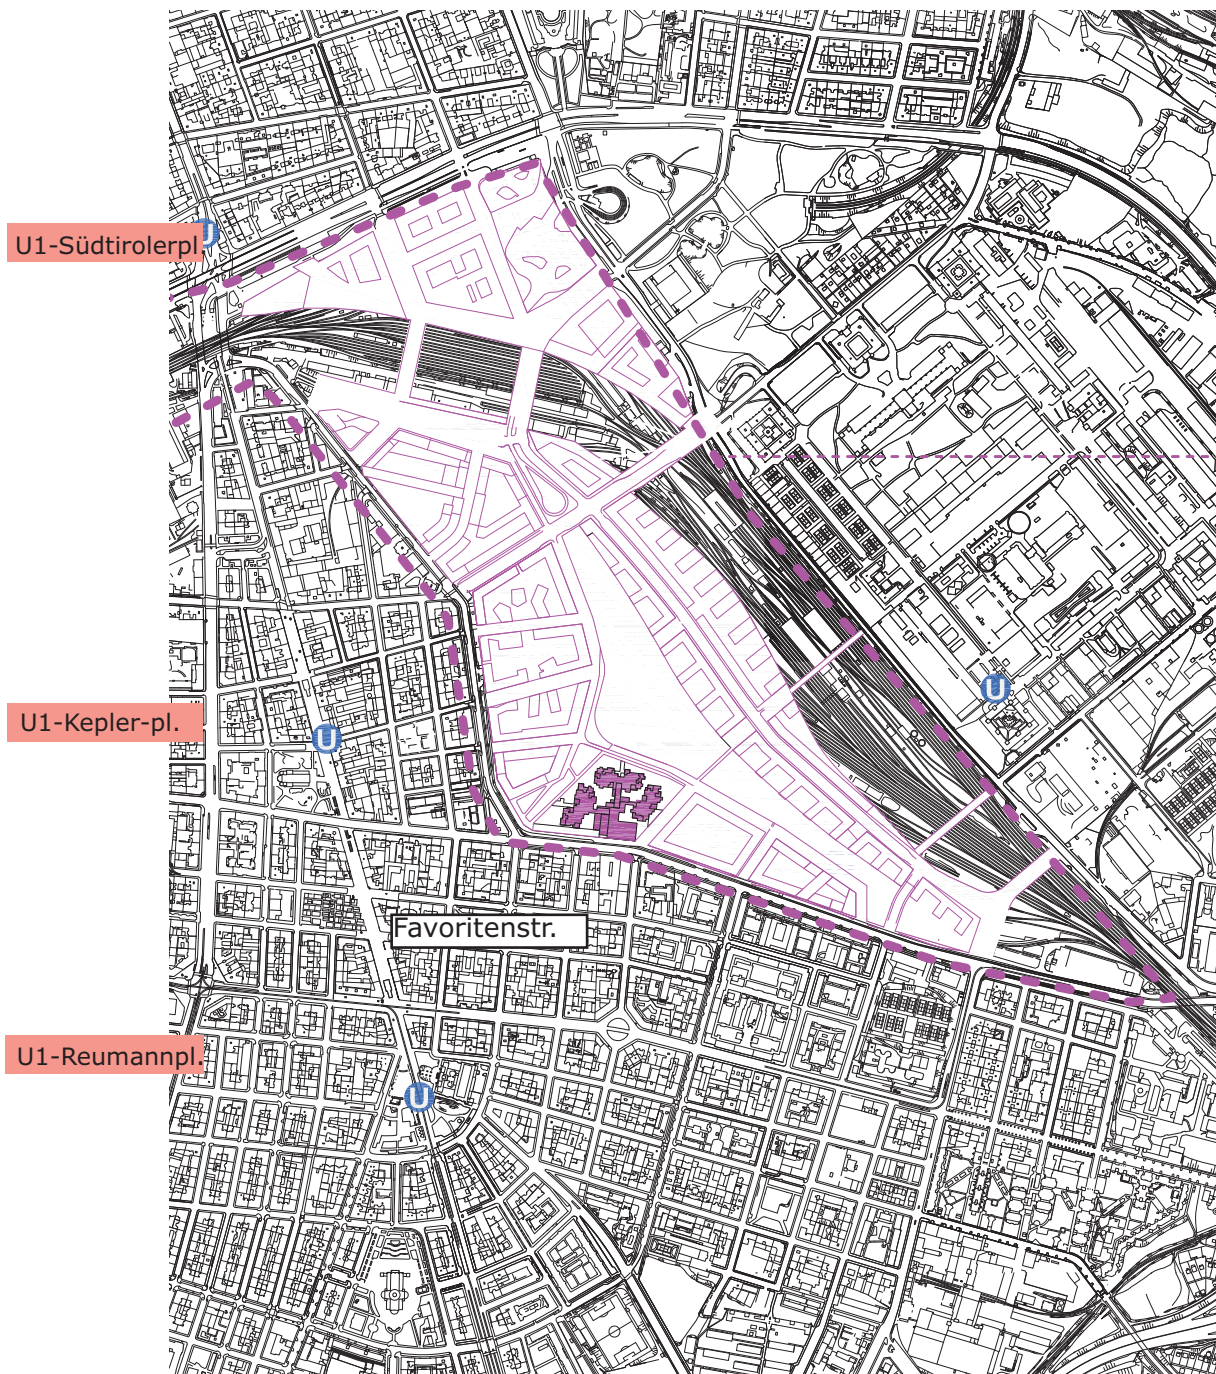 U
U1-Südtirolerpl.
U
U1-Kepler-pl.
U
Favoritenstr.
U1-Reumannpl.
U